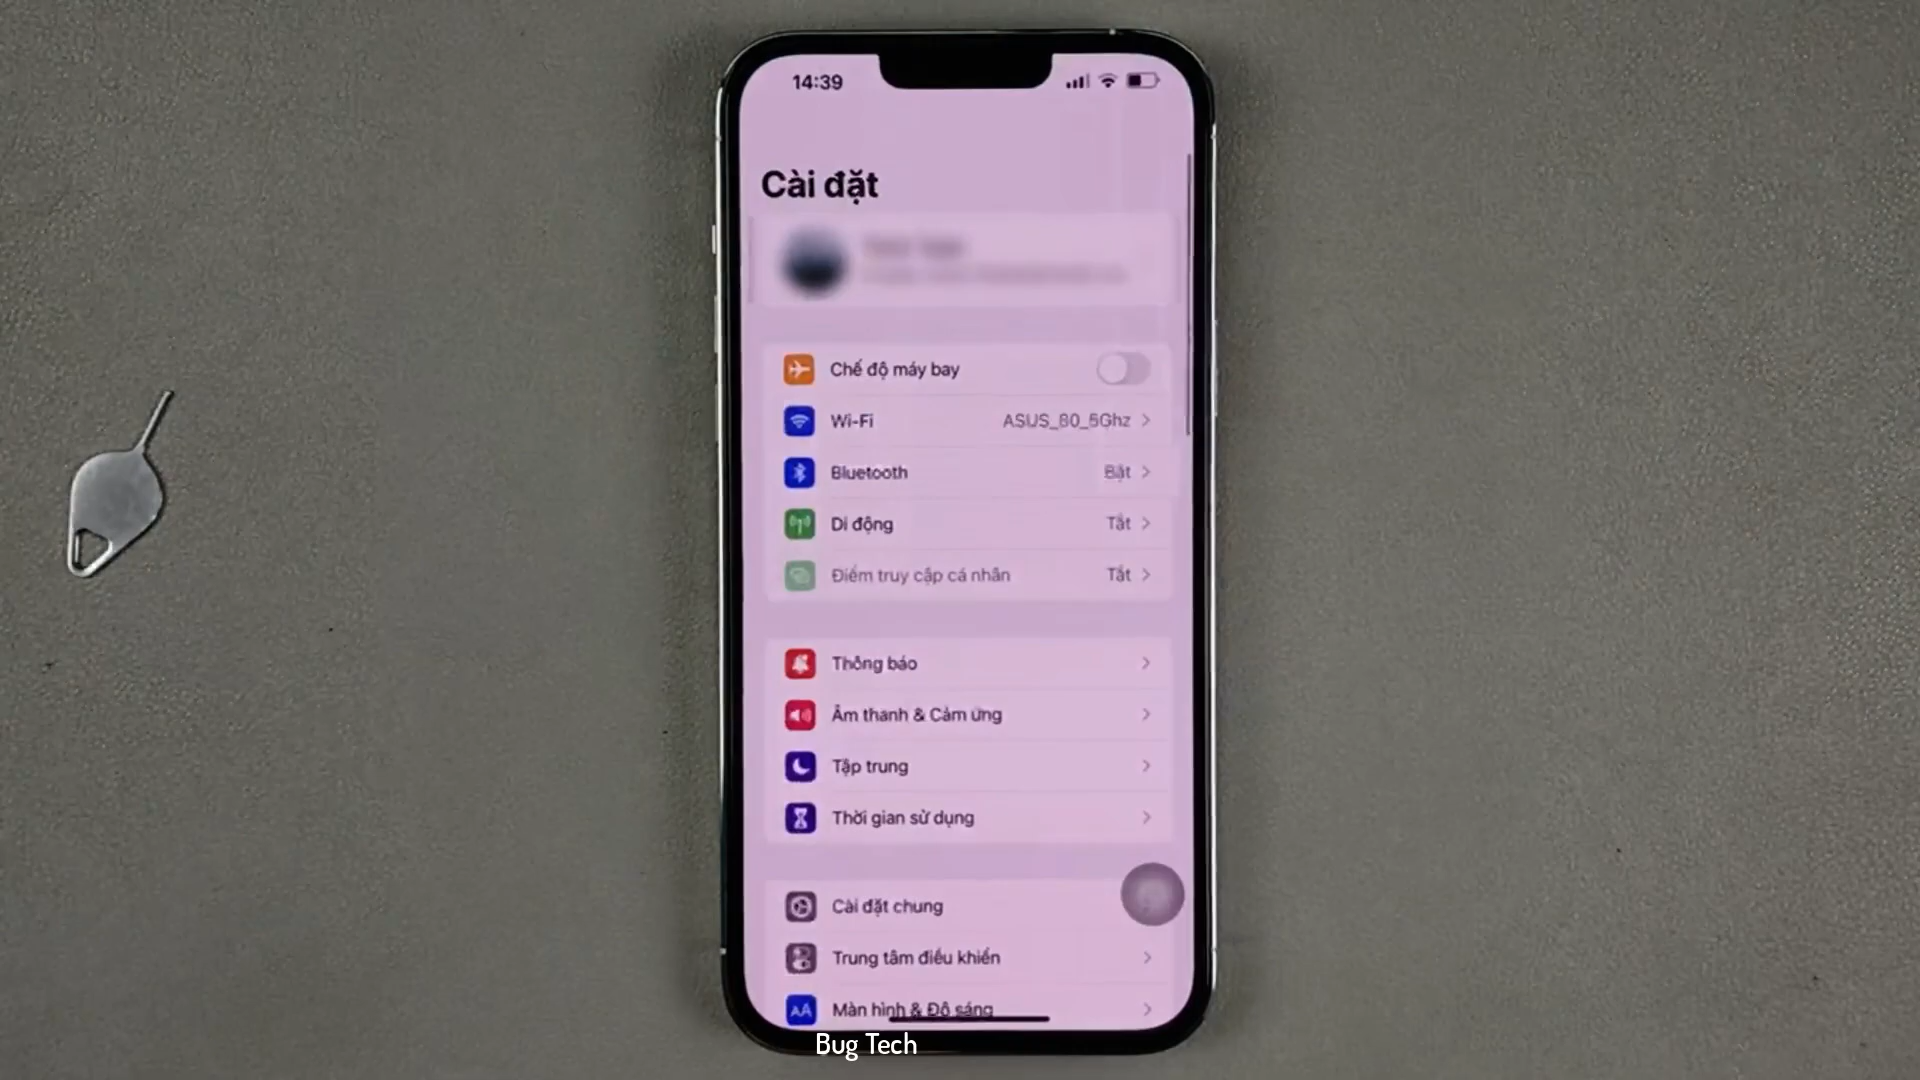 14:39
Cài đặt
Chế độ máy bay
Wi-Fi ASUS_80_5Ghz
Bluetooth Bật
Di động Tắt
Điểm truy cập cá nhân Tắt
Thông báo
Âm thanh & Cảm ứng
Tập trung
Thời gian sử dụng
Cài đặt chung
Trung tâm điều khiển
AA Màn hình & Độ sáng
Bug Tech